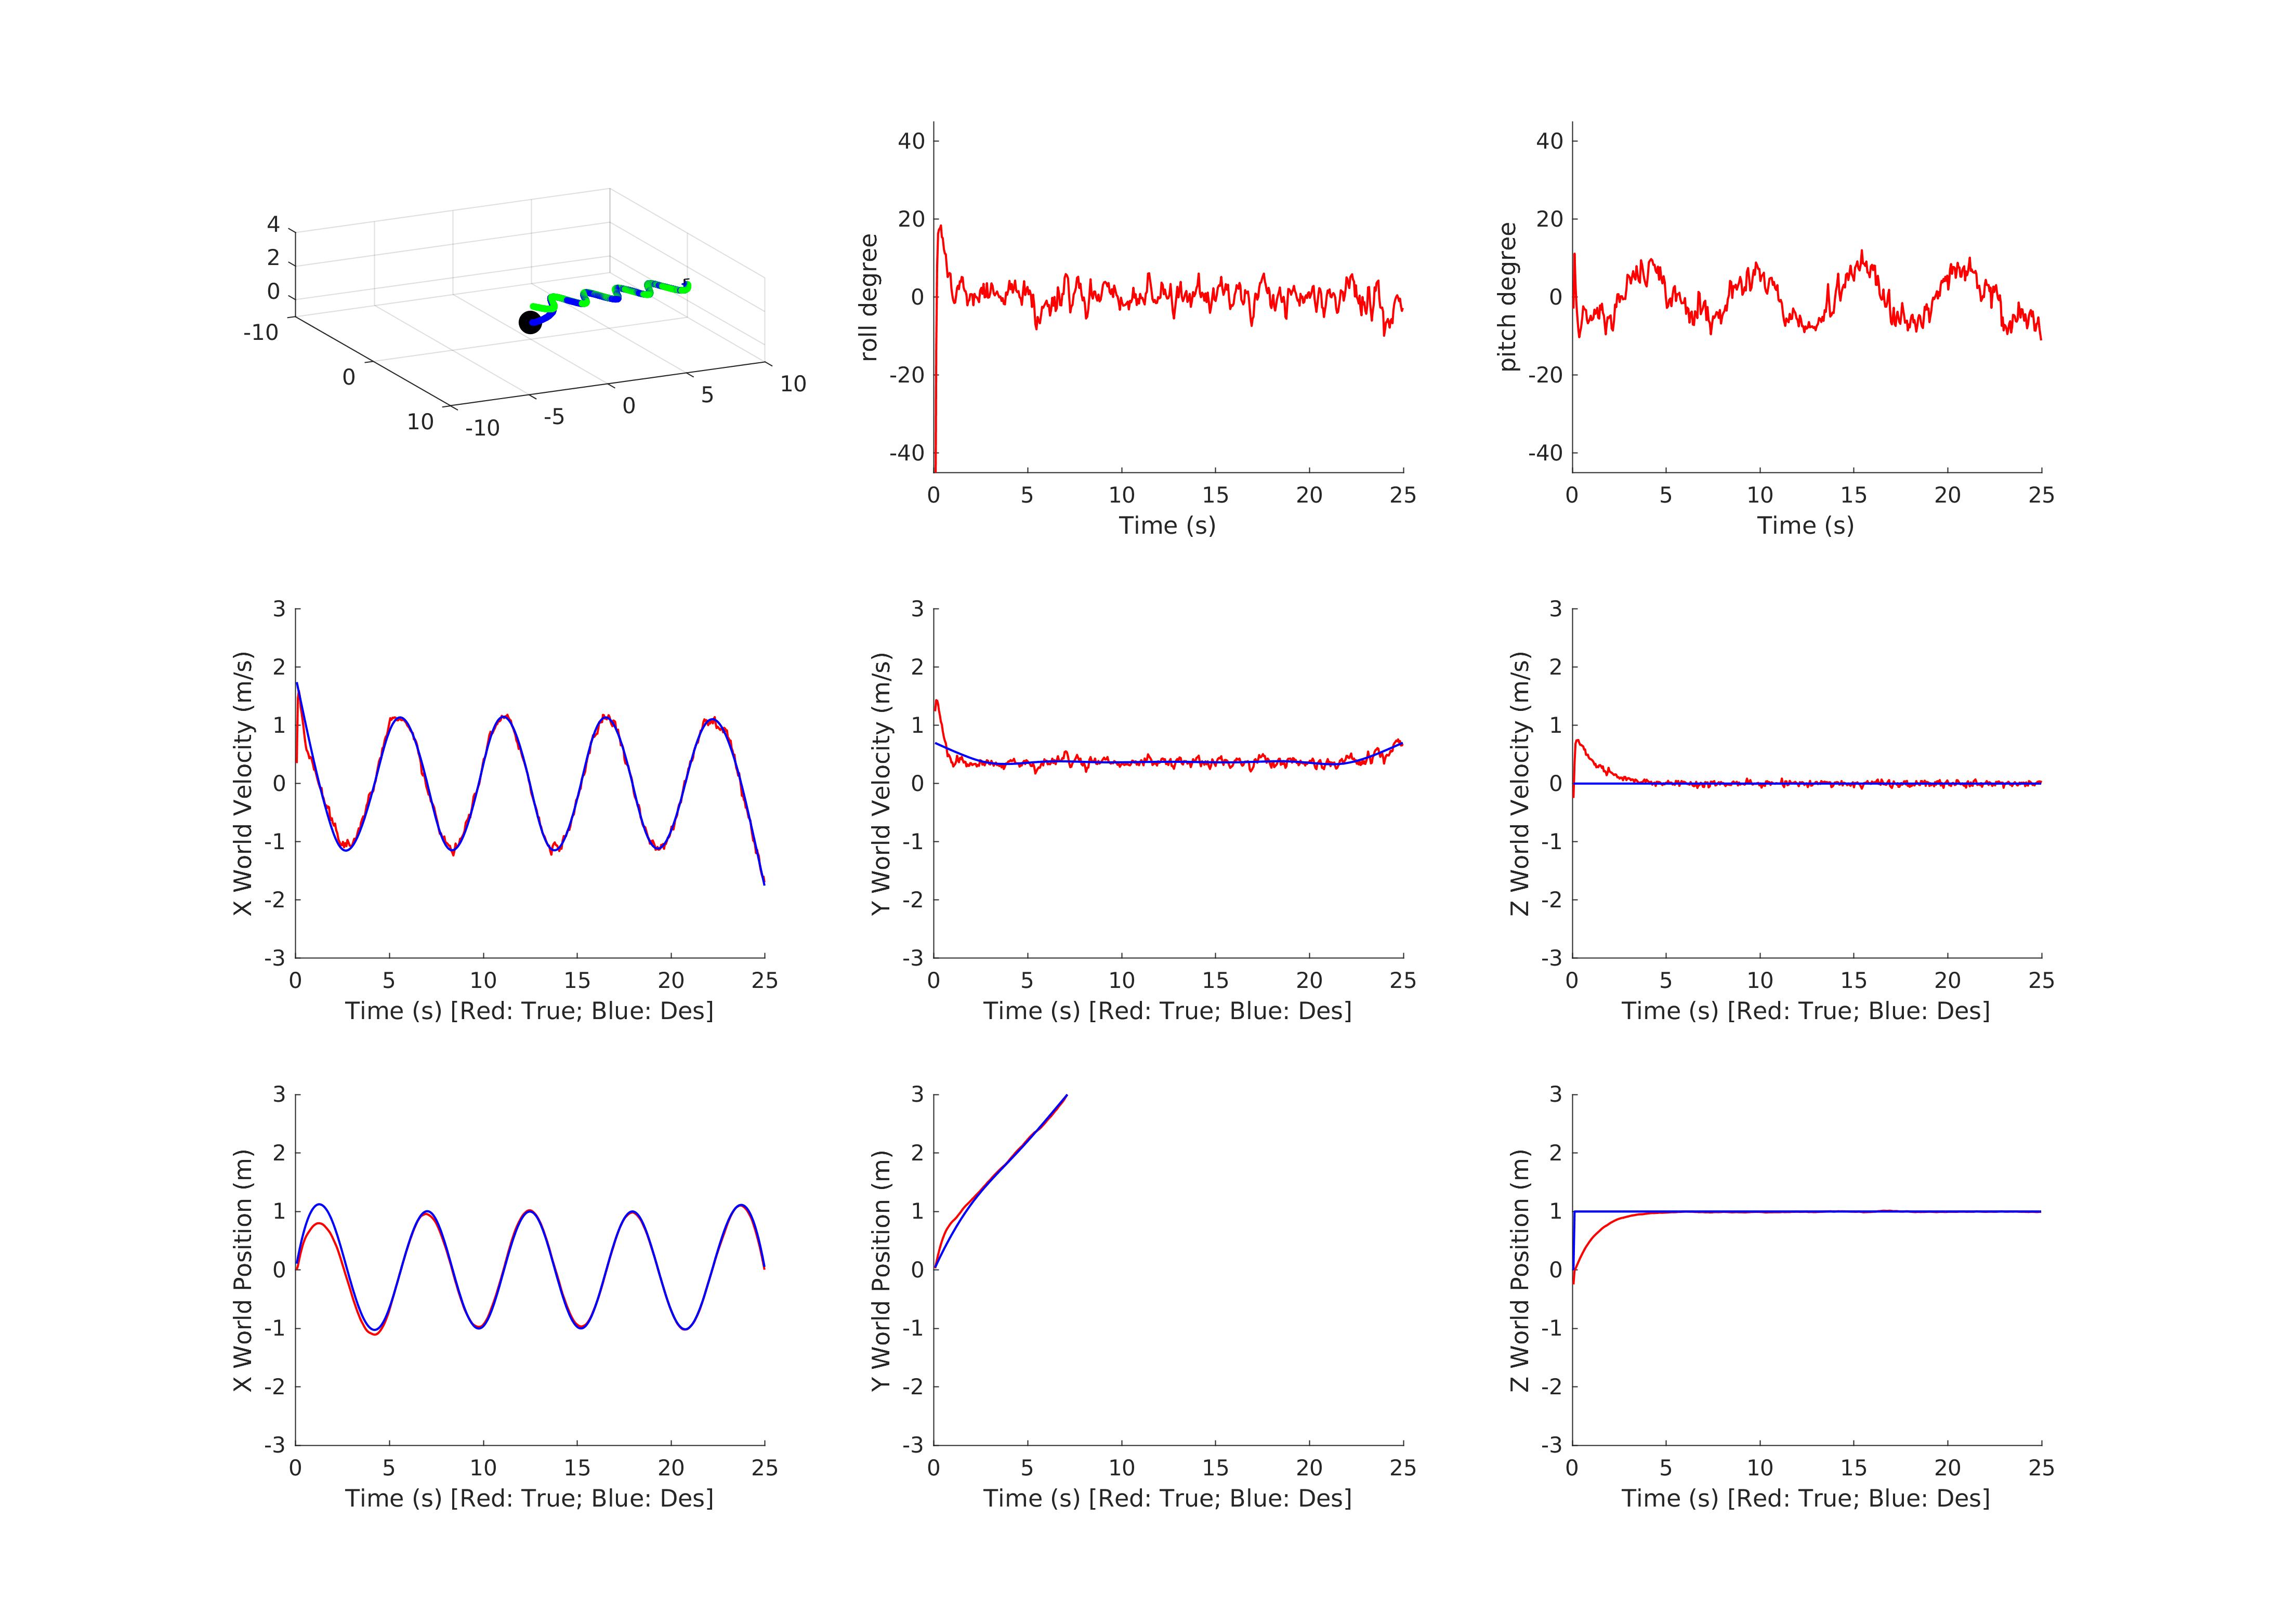 4
2
0
-10
0
10
-10
-5
0
5
10
40
20
0
-20
-40
roll degree
0 5 10 15 20 25
Time (s)
40
20
0
-20
-40
pitch degree
0 5 10 15 20 25
Time (s)
3
2
1
0
-1
-2
-3
X World Velocity (m/s)
0 5 10 15 20 25
Time (s) [Red: True; Blue: Des]
3
2
1
0
-1
-2
-3
Y World Velocity (m/s)
0 5 10 15 20 25
Time (s) [Red: True; Blue: Des]
3
2
1
0
-1
-2
-3
Z World Velocity (m/s)
0 5 10 15 20 25
Time (s) [Red: True; Blue: Des]
3
2
1
0
-1
-2
-3
X World Position (m)
0 5 10 15 20 25
Time (s) [Red: True; Blue: Des]
3
2
1
0
-1
-2
-3
Y World Position (m)
0 5 10 15 20 25
Time (s) [Red: True; Blue: Des]
3
2
1
0
-1
-2
-3
Z World Position (m)
0 5 10 15 20 25
Time (s) [Red: True; Blue: Des]